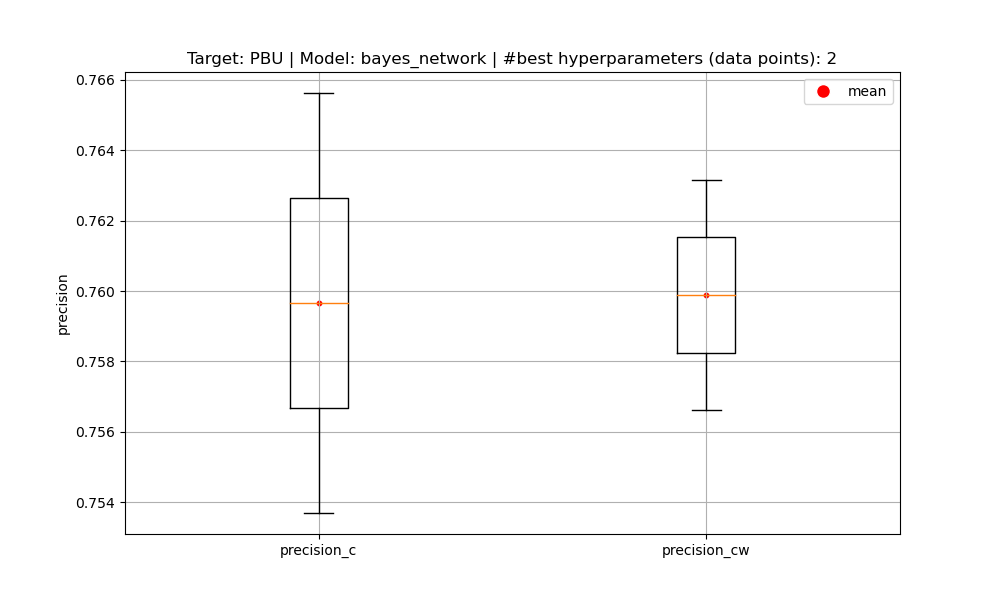 Target: PBU | Model: bayes_network | #best hyperparameters (data points): 2
mean
0.766
0.764
0.762
0.760
0.758
0.756
0.754
precision
precision_c
precision_cw